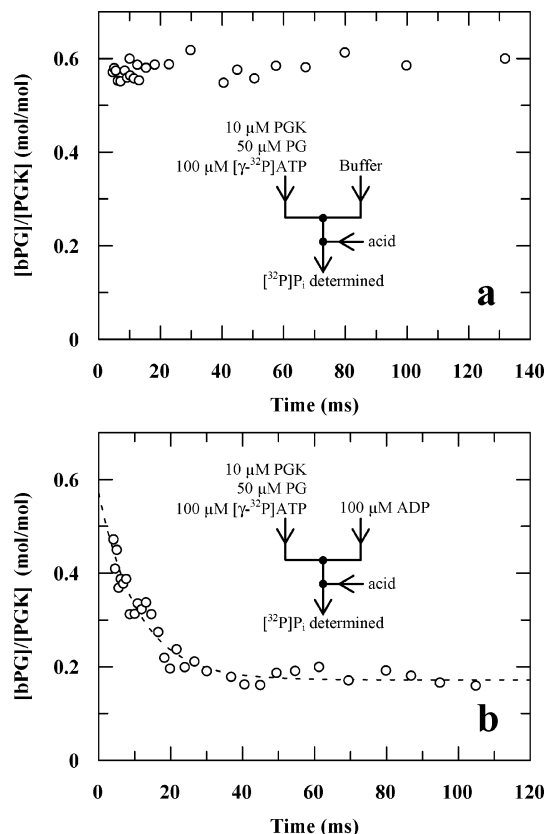 0.6
0.4
0.2
0
[bPG]/[PGK] (mol/mol)
10 µM PGK
50 µM PG
100 µM [γ-³²P]ATP
Buffer
acid
[³²P]Pᵢ determined
a
0 20 40 60 80 100 120 140
Time (ms)
0.6
0.4
0.2
0
[bPG]/[PGK] (mol/mol)
10 µM PGK
50 µM PG
100 µM [γ-³²P]ATP
100 µM ADP
acid
[³²P]Pᵢ determined
b
0 20 40 60 80 100 120
Time (ms)